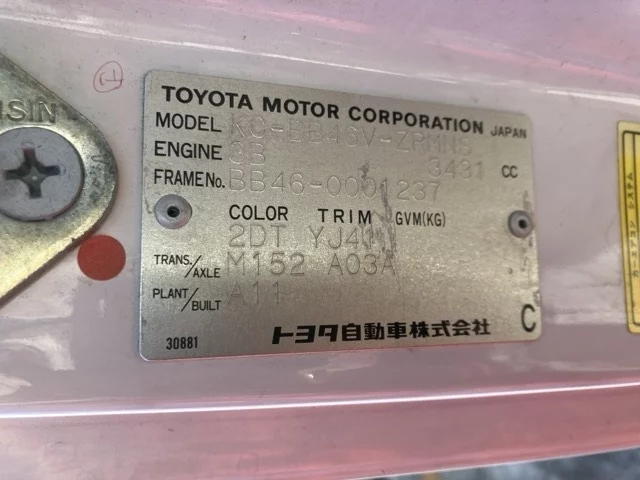 TOYOTA MOTOR CORPORATION JAPAN
MODEL KC-BB46V-ZRMNS
ENGINE 3B 3431 CC
FRAME No. BB46-0001237
COLOR TRIM GVM(KG)
2DT YJ41
TRANS./AXLE M152 A03A
PLANT/BUILT A11
トヨタ自動車株式会社
30881
C